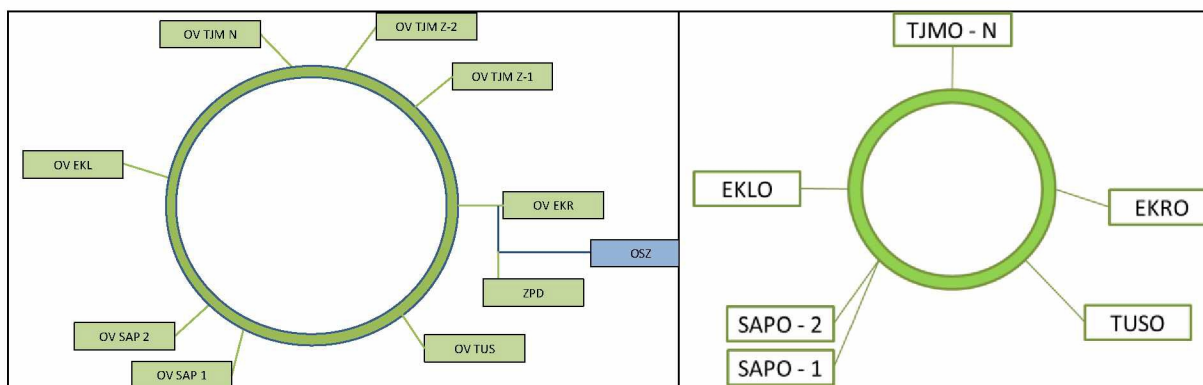 OV TJM N
OV TJM Z-2
OV TJM Z-1
OV EKL
OV EKR
OSZ
ZPD
OV SAP 2
OV SAP 1
OV TUS
TJMO - N
EKLO
EKRO
SAPO - 2
SAPO - 1
TUSO